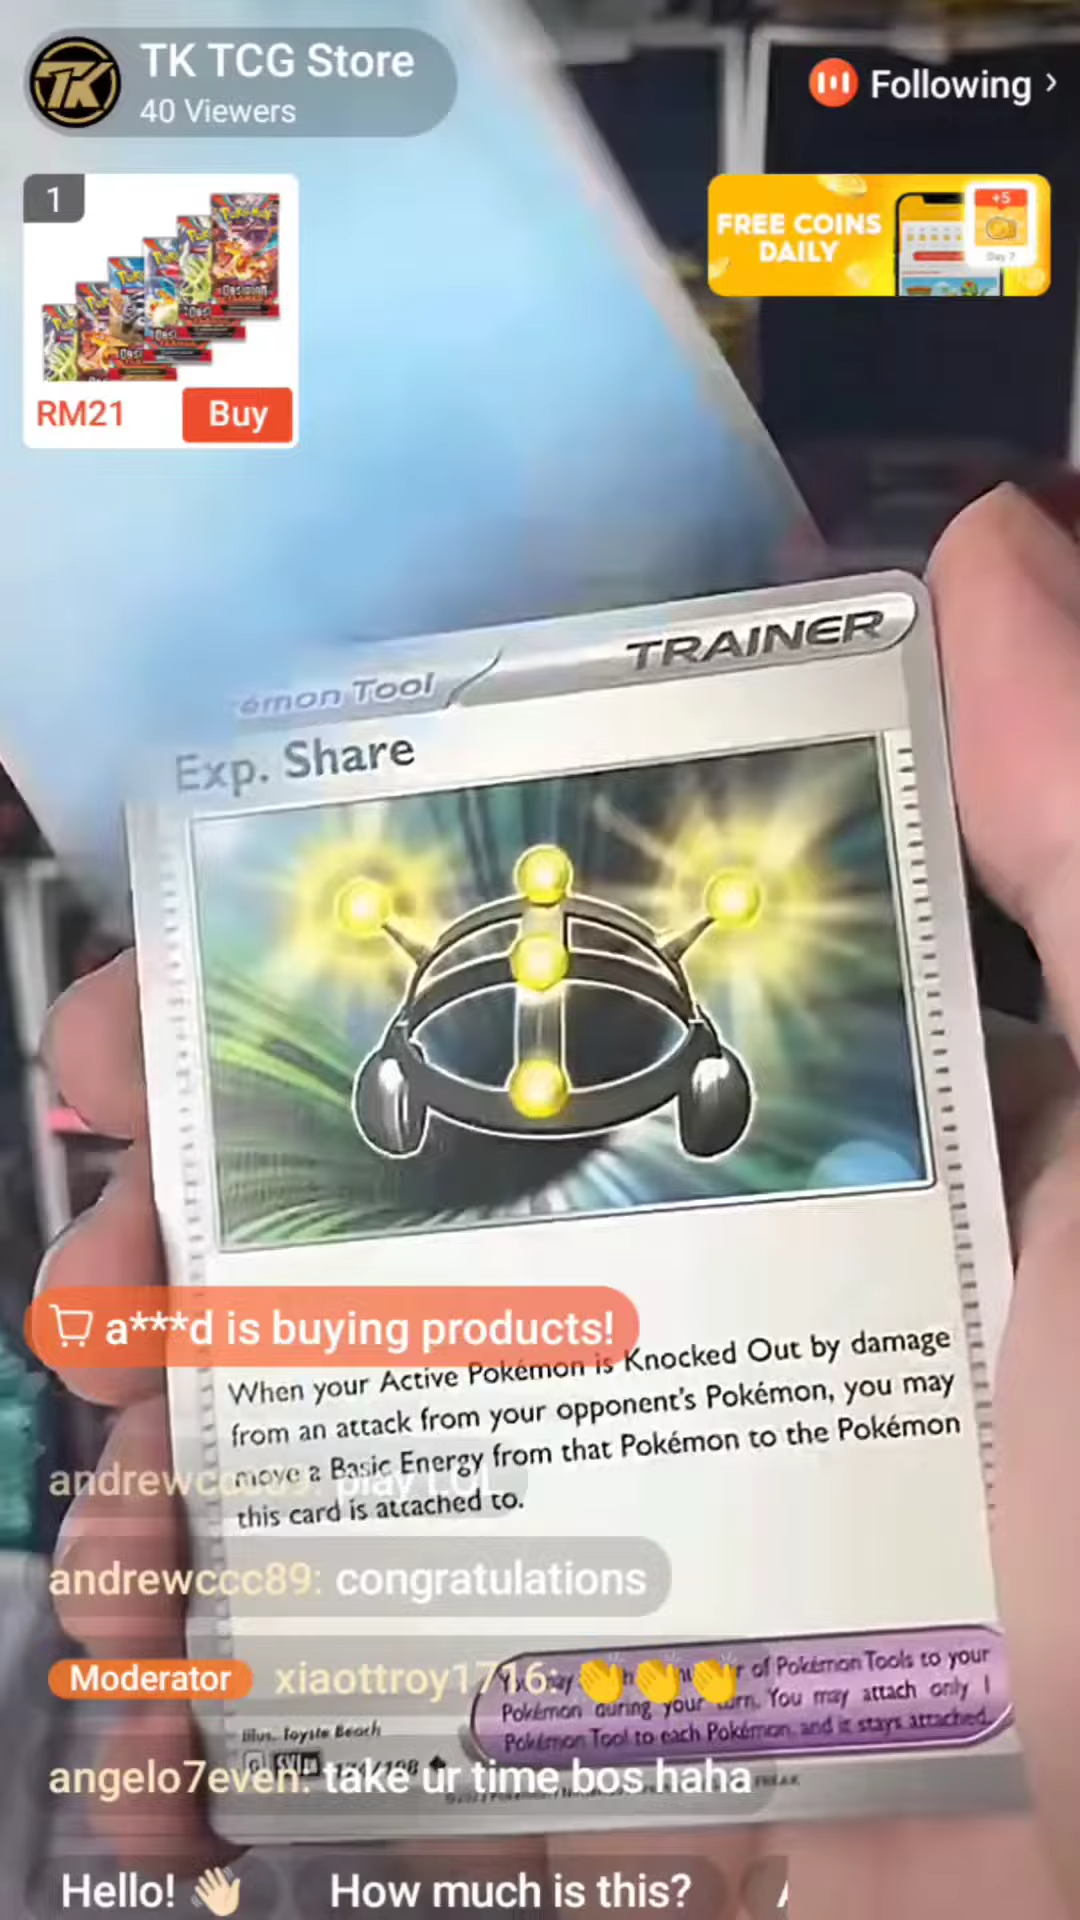 TK
TK TCG Store
40 Viewers
Following
1
RM21
Buy
FREE COINS
DAILY
+5
Day 7
TRAINER
émon Tool
Exp. Share
a***d is buying products!
When your Active Pokémon is Knocked Out by damage
from an attack from your opponent's Pokémon, you may
move a Basic Energy from that Pokémon to the Pokémon
this card is attached to.
andrewccc89: play LOL
andrewccc89: congratulations
Moderator xiaottroy1716: 👏👏👏
of Pokémon Tools to your
Pokémon during your turn. You may attach only 1
Pokémon Tool to each Pokémon, and it stays attached.
Illus. Toyste Beach
angelo7even: take ur time bos haha
Hello! 👋🏻
How much is this?